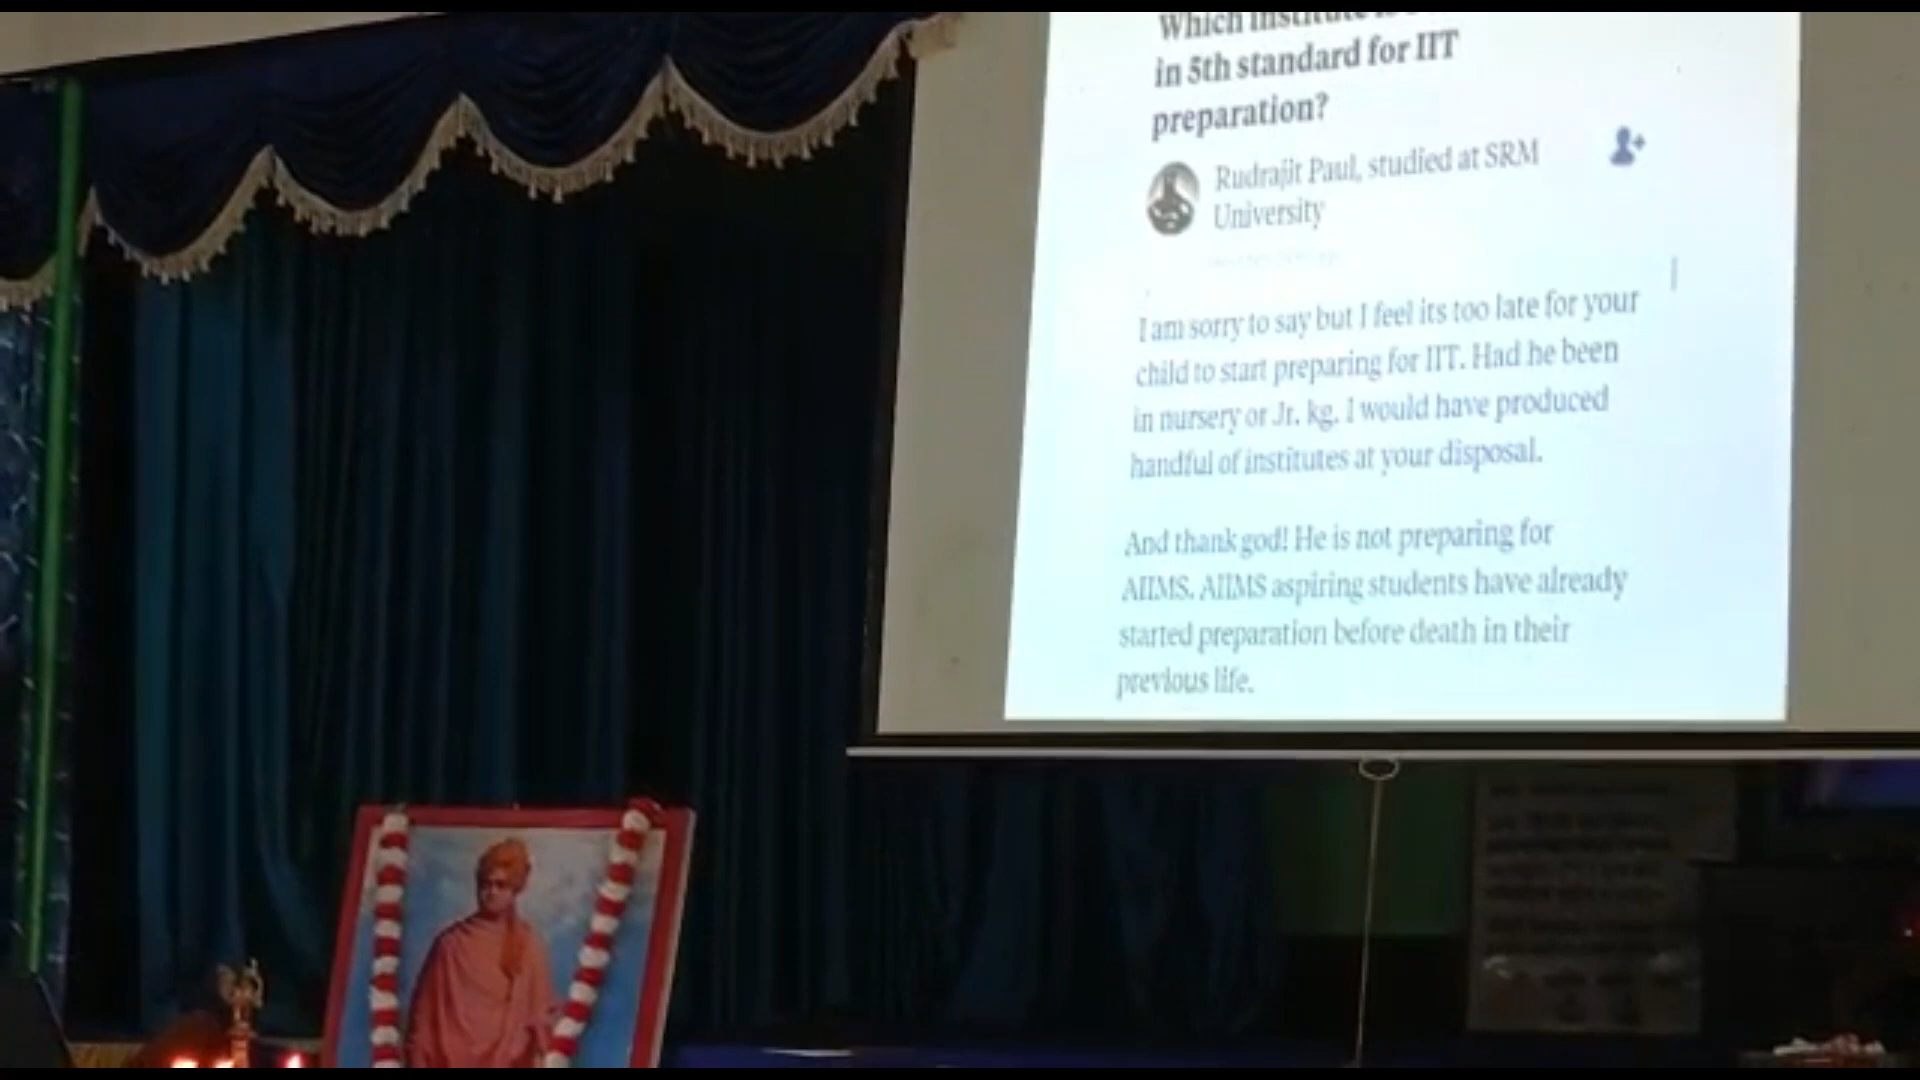 Which institute is
in 5th standard for IIT
preparation?
Rudrajit Paul, studied at SRM
University
I am sorry to say but I feel its too late for your
child to start preparing for IIT. Had he been
in nursery or Jr. kg. I would have produced
handful of institutes at your disposal.
And thank god! He is not preparing for
AIIMS. AIIMS aspiring students have already
started preparation before death in their
previous life.